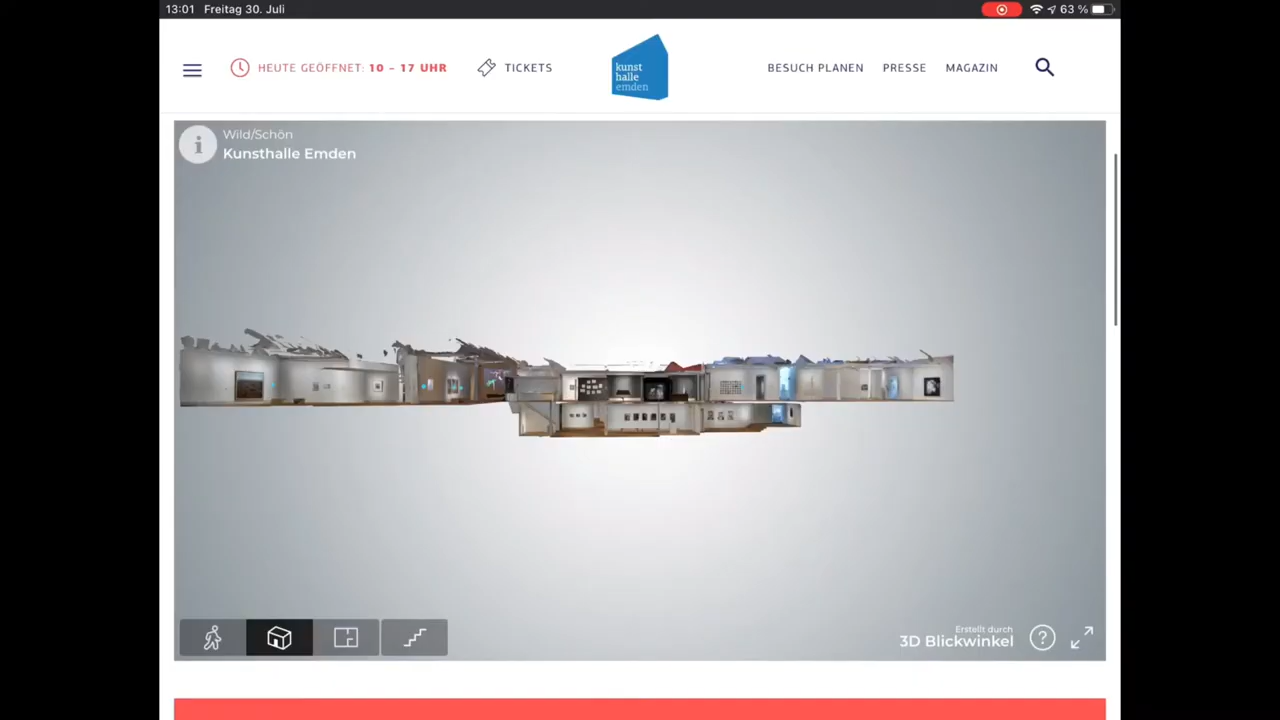 13:01 Freitag 30. Juli
63 %
HEUTE GEÖFFNET: 10 – 17 UHR
TICKETS
kunst
halle
emden
BESUCH PLANEN
PRESSE
MAGAZIN
i
Wild/Schön
Kunsthalle Emden
Erstellt durch
3D Blickwinkel
?